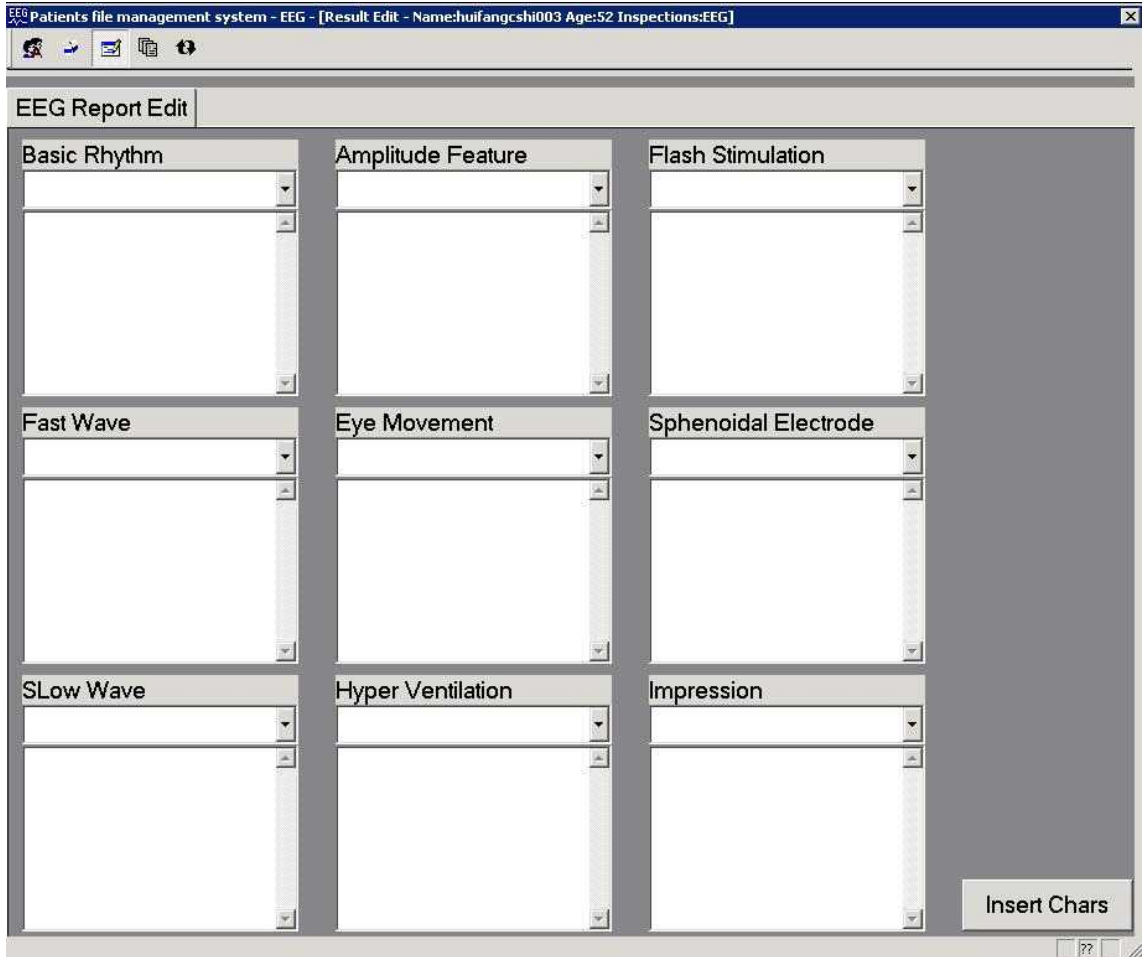 EEG Patients file management system - EEG - [Result Edit - Name:huifangcshi003 Age:52 Inspections:EEG]
EEG Report Edit
Basic Rhythm
Amplitude Feature
Flash Stimulation
Fast Wave
Eye Movement
Sphenoidal Electrode
SLow Wave
Hyper Ventilation
Impression
Insert Chars
??